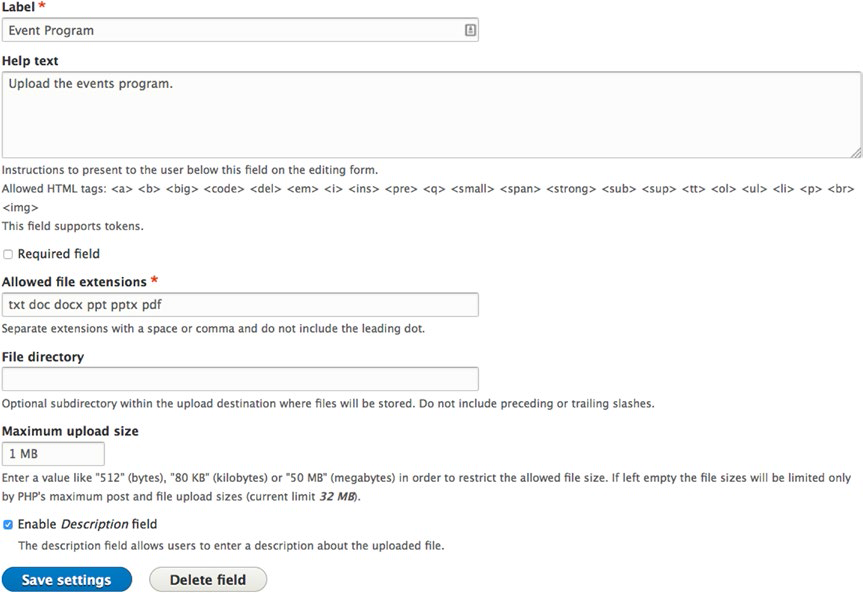 Label *
Event Program
Help text
Upload the events program.
Instructions to present to the user below this field on the editing form.
Allowed HTML tags: <a> <b> <big> <code> <del> <em> <i> <ins> <pre> <q> <small> <span> <strong> <sub> <sup> <tt> <ol> <ul> <li> <p> <br>
<img>
This field supports tokens.
Required field
Allowed file extensions *
txt doc docx ppt pptx pdf
Separate extensions with a space or comma and do not include the leading dot.
File directory
Optional subdirectory within the upload destination where files will be stored. Do not include preceding or trailing slashes.
Maximum upload size
1 MB
Enter a value like "512" (bytes), "80 KB" (kilobytes) or "50 MB" (megabytes) in order to restrict the allowed file size. If left empty the file sizes will be limited only
by PHP's maximum post and file upload sizes (current limit 32 MB).
Enable Description field
The description field allows users to enter a description about the uploaded file.
Save settings Delete field